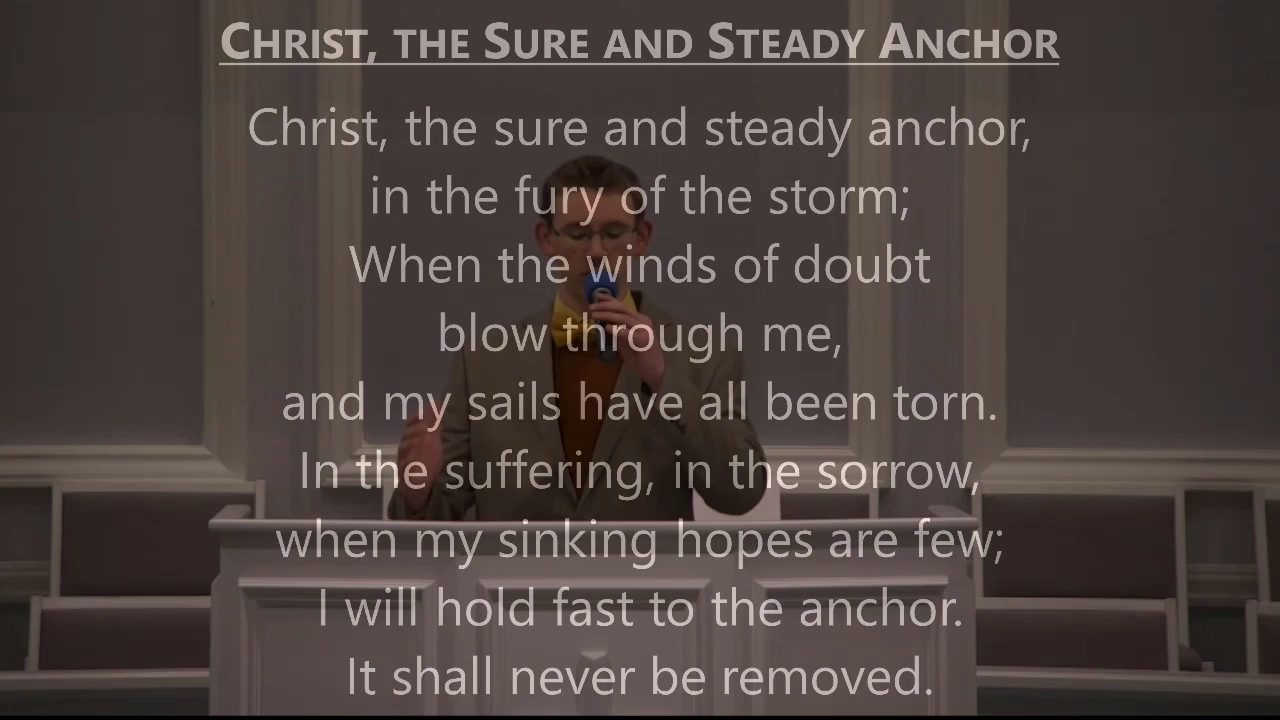 CHRIST, THE SURE AND STEADY ANCHOR
Christ, the sure and steady anchor,
in the fury of the storm;
When the winds of doubt
blow through me,
and my sails have all been torn.
In the suffering, in the sorrow,
when my sinking hopes are few;
I will hold fast to the anchor.
It shall never be removed.